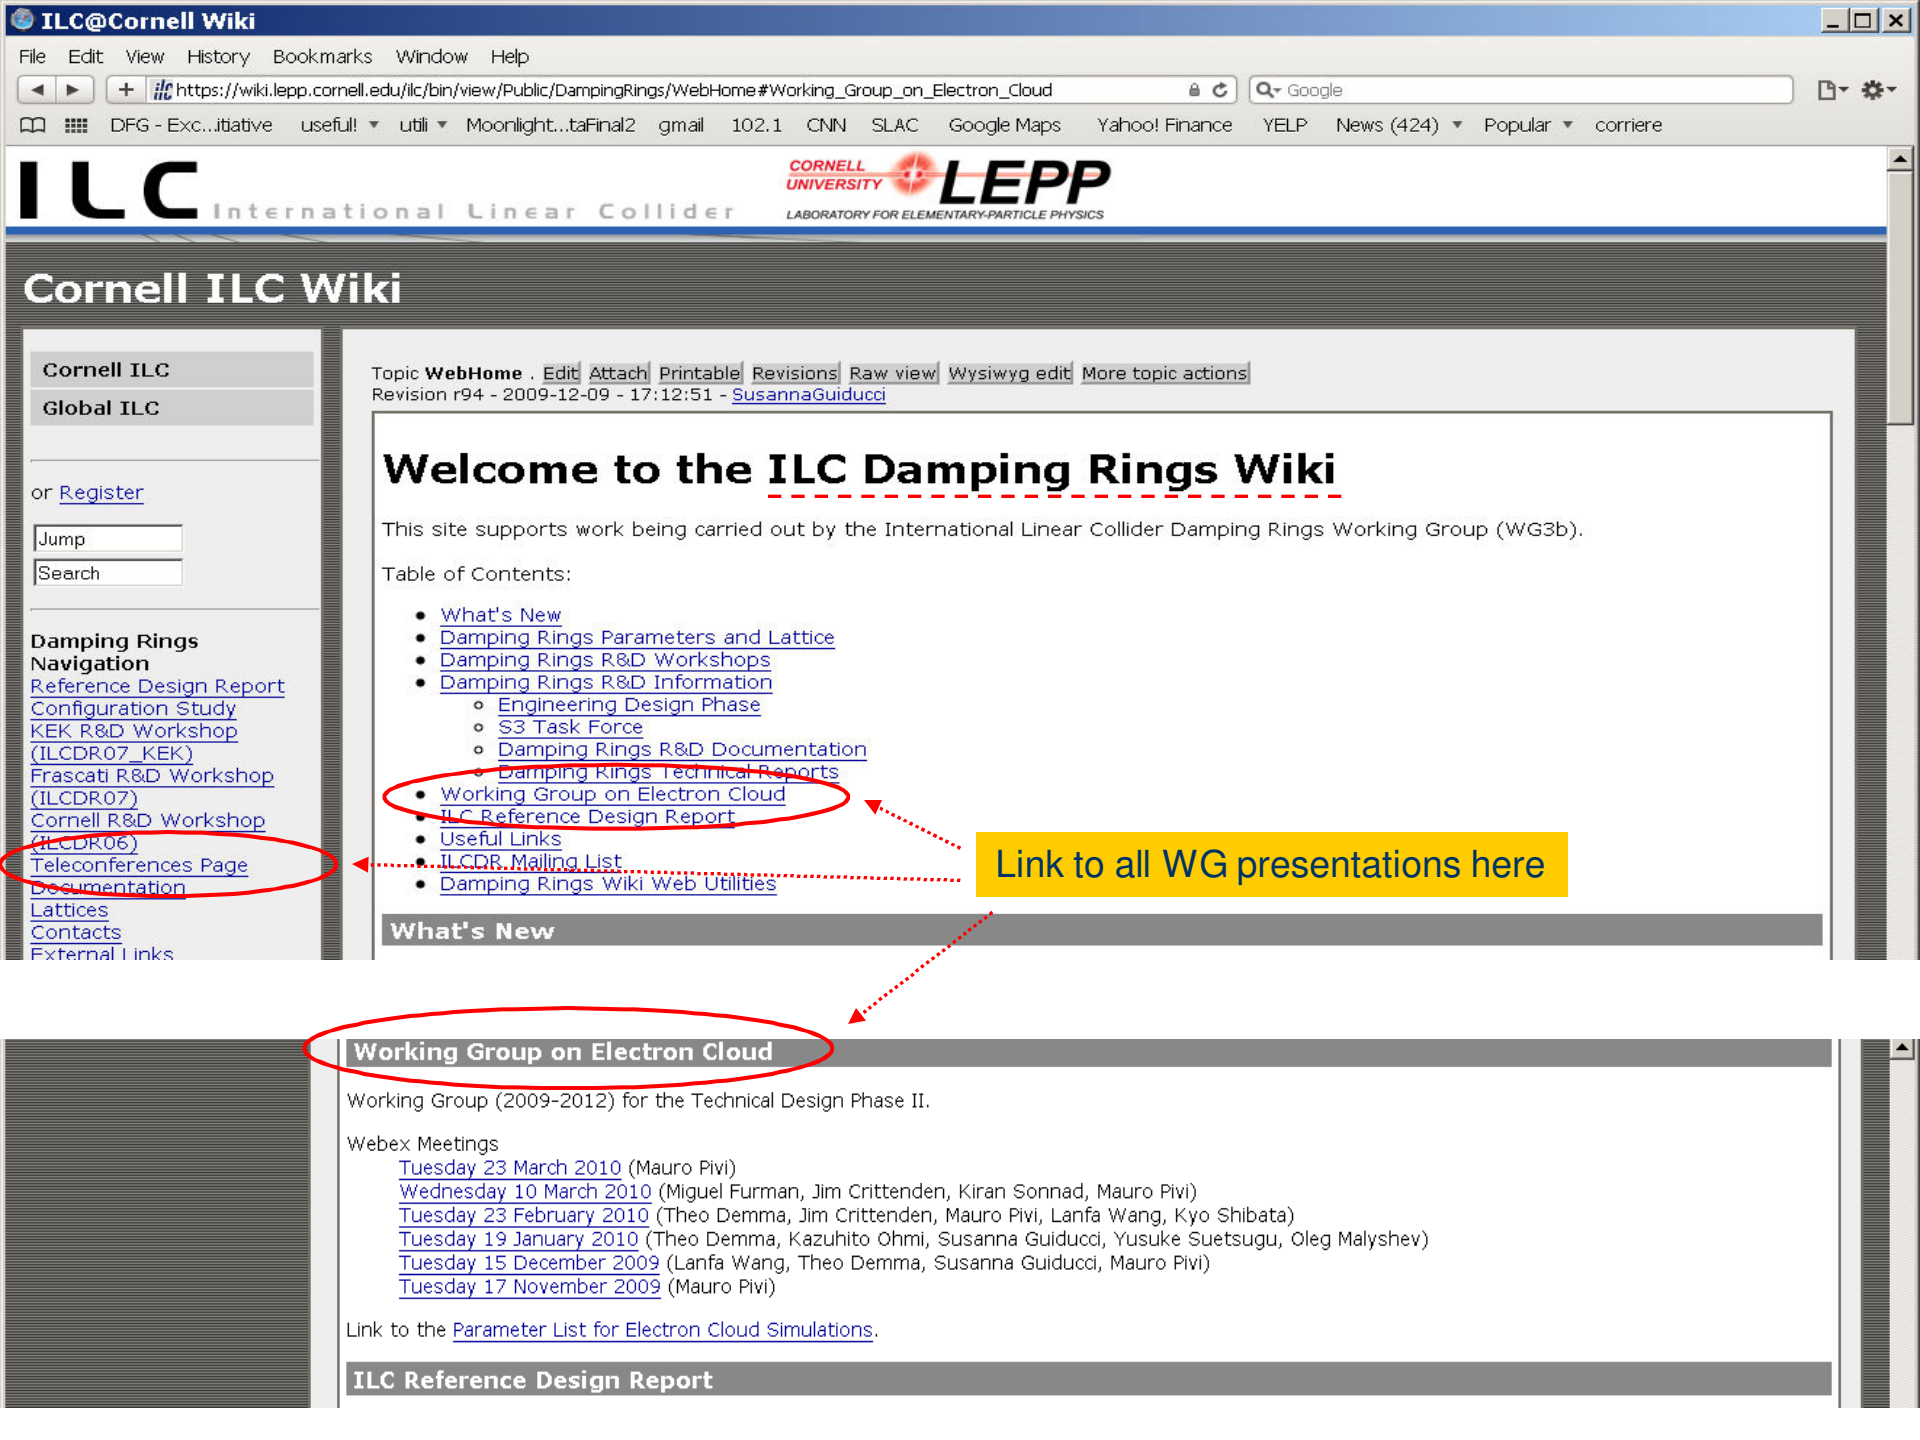 ILC@Cornell Wiki
File Edit View History Bookmarks Window Help
ilc https://wiki.lepp.cornell.edu/ilc/bin/view/Public/DampingRings/WebHome#Working_Group_on_Electron_Cloud
Google
DFG - Exc...itiative useful! utili Moonlight...taFinal2 gmail 102.1 CNN SLAC Google Maps Yahoo! Finance YELP News (424) Popular corriere
ILC International Linear Collider
CORNELL UNIVERSITY LEPP
LABORATORY FOR ELEMENTARY-PARTICLE PHYSICS
Cornell ILC Wiki
Cornell ILC
Global ILC
or Register
Jump
Search
Damping Rings
Navigation
Reference Design Report
Configuration Study
KEK R&D Workshop
(ILCDR07_KEK)
Frascati R&D Workshop
(ILCDR07)
Cornell R&D Workshop
(ILCDR06)
Teleconferences Page
Documentation
Lattices
Contacts
External Links
Topic WebHome . Edit Attach Printable Revisions Raw view Wysiwyg edit More topic actions
Revision r94 - 2009-12-09 - 17:12:51 - SusannaGuiducci
Welcome to the ILC Damping Rings Wiki
This site supports work being carried out by the International Linear Collider Damping Rings Working Group (WG3b).
Table of Contents:
What's New
Damping Rings Parameters and Lattice
Damping Rings R&D Workshops
Damping Rings R&D Information
Engineering Design Phase
S3 Task Force
Damping Rings R&D Documentation
Damping Rings Technical Reports
Working Group on Electron Cloud
ILC Reference Design Report
Useful Links
ILCDR Mailing List
Damping Rings Wiki Web Utilities
Link to all WG presentations here
What's New
Working Group on Electron Cloud
Working Group (2009-2012) for the Technical Design Phase II.
Webex Meetings
Tuesday 23 March 2010 (Mauro Pivi)
Wednesday 10 March 2010 (Miguel Furman, Jim Crittenden, Kiran Sonnad, Mauro Pivi)
Tuesday 23 February 2010 (Theo Demma, Jim Crittenden, Mauro Pivi, Lanfa Wang, Kyo Shibata)
Tuesday 19 January 2010 (Theo Demma, Kazuhito Ohmi, Susanna Guiducci, Yusuke Suetsugu, Oleg Malyshev)
Tuesday 15 December 2009 (Lanfa Wang, Theo Demma, Susanna Guiducci, Mauro Pivi)
Tuesday 17 November 2009 (Mauro Pivi)
Link to the Parameter List for Electron Cloud Simulations.
ILC Reference Design Report